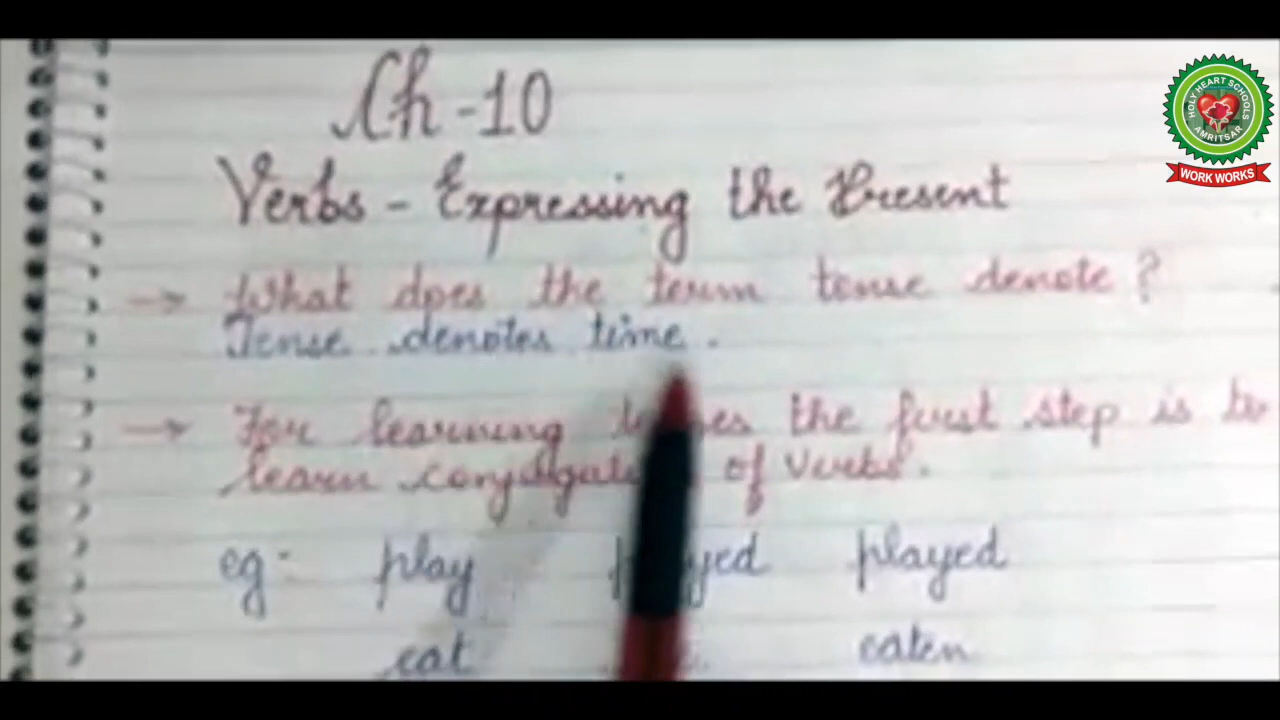 Ch-10
Verbs - Expressing the Present
→ What does the term tense denote?
Tense denotes time.
→ For learning the first step is to
learn of Verbs.
eg:- play played
eat eaten
HOLY HEART SCHOOLS
AMRITSAR
WORK WORKS